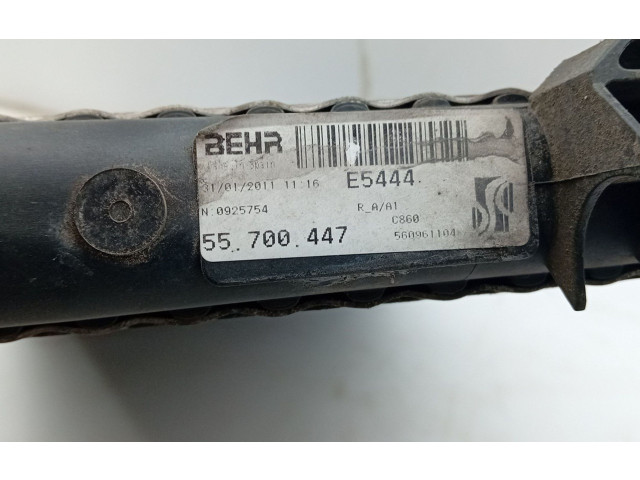 BEHR
31/01/2011 11:16 E5444.
N:0925754 R_A/A1
C860
55.700.447 560961104